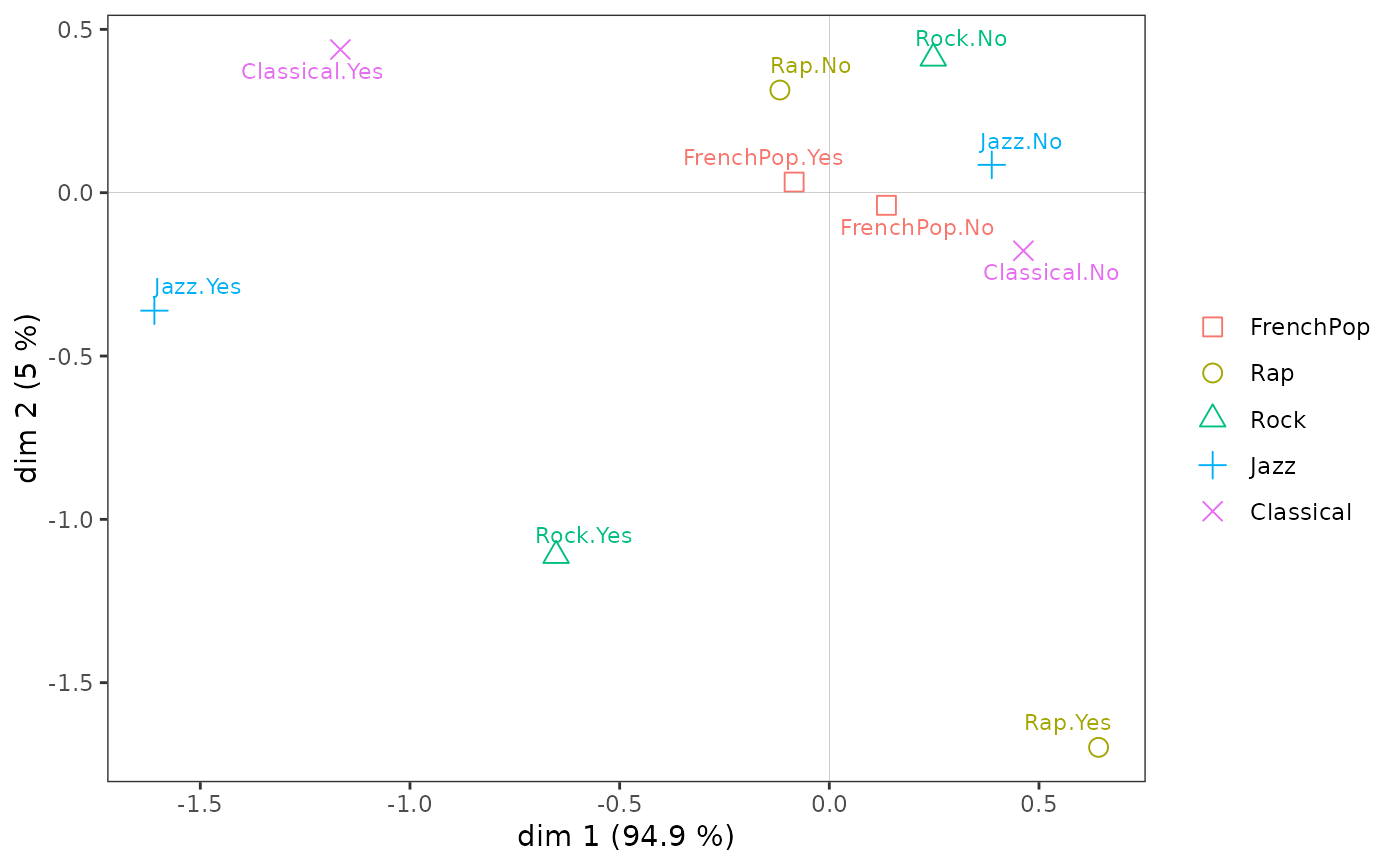 0.5
0.0
-0.5
-1.0
-1.5
dim 2 (5 %)
Rock.No
Rap.No
Classical.Yes
Jazz.No
FrenchPop.Yes
FrenchPop.No
Classical.No
Jazz.Yes
Rock.Yes
Rap.Yes
-1.5
-1.0
-0.5
0.0
0.5
dim 1 (94.9 %)
FrenchPop
Rap
Rock
Jazz
Classical